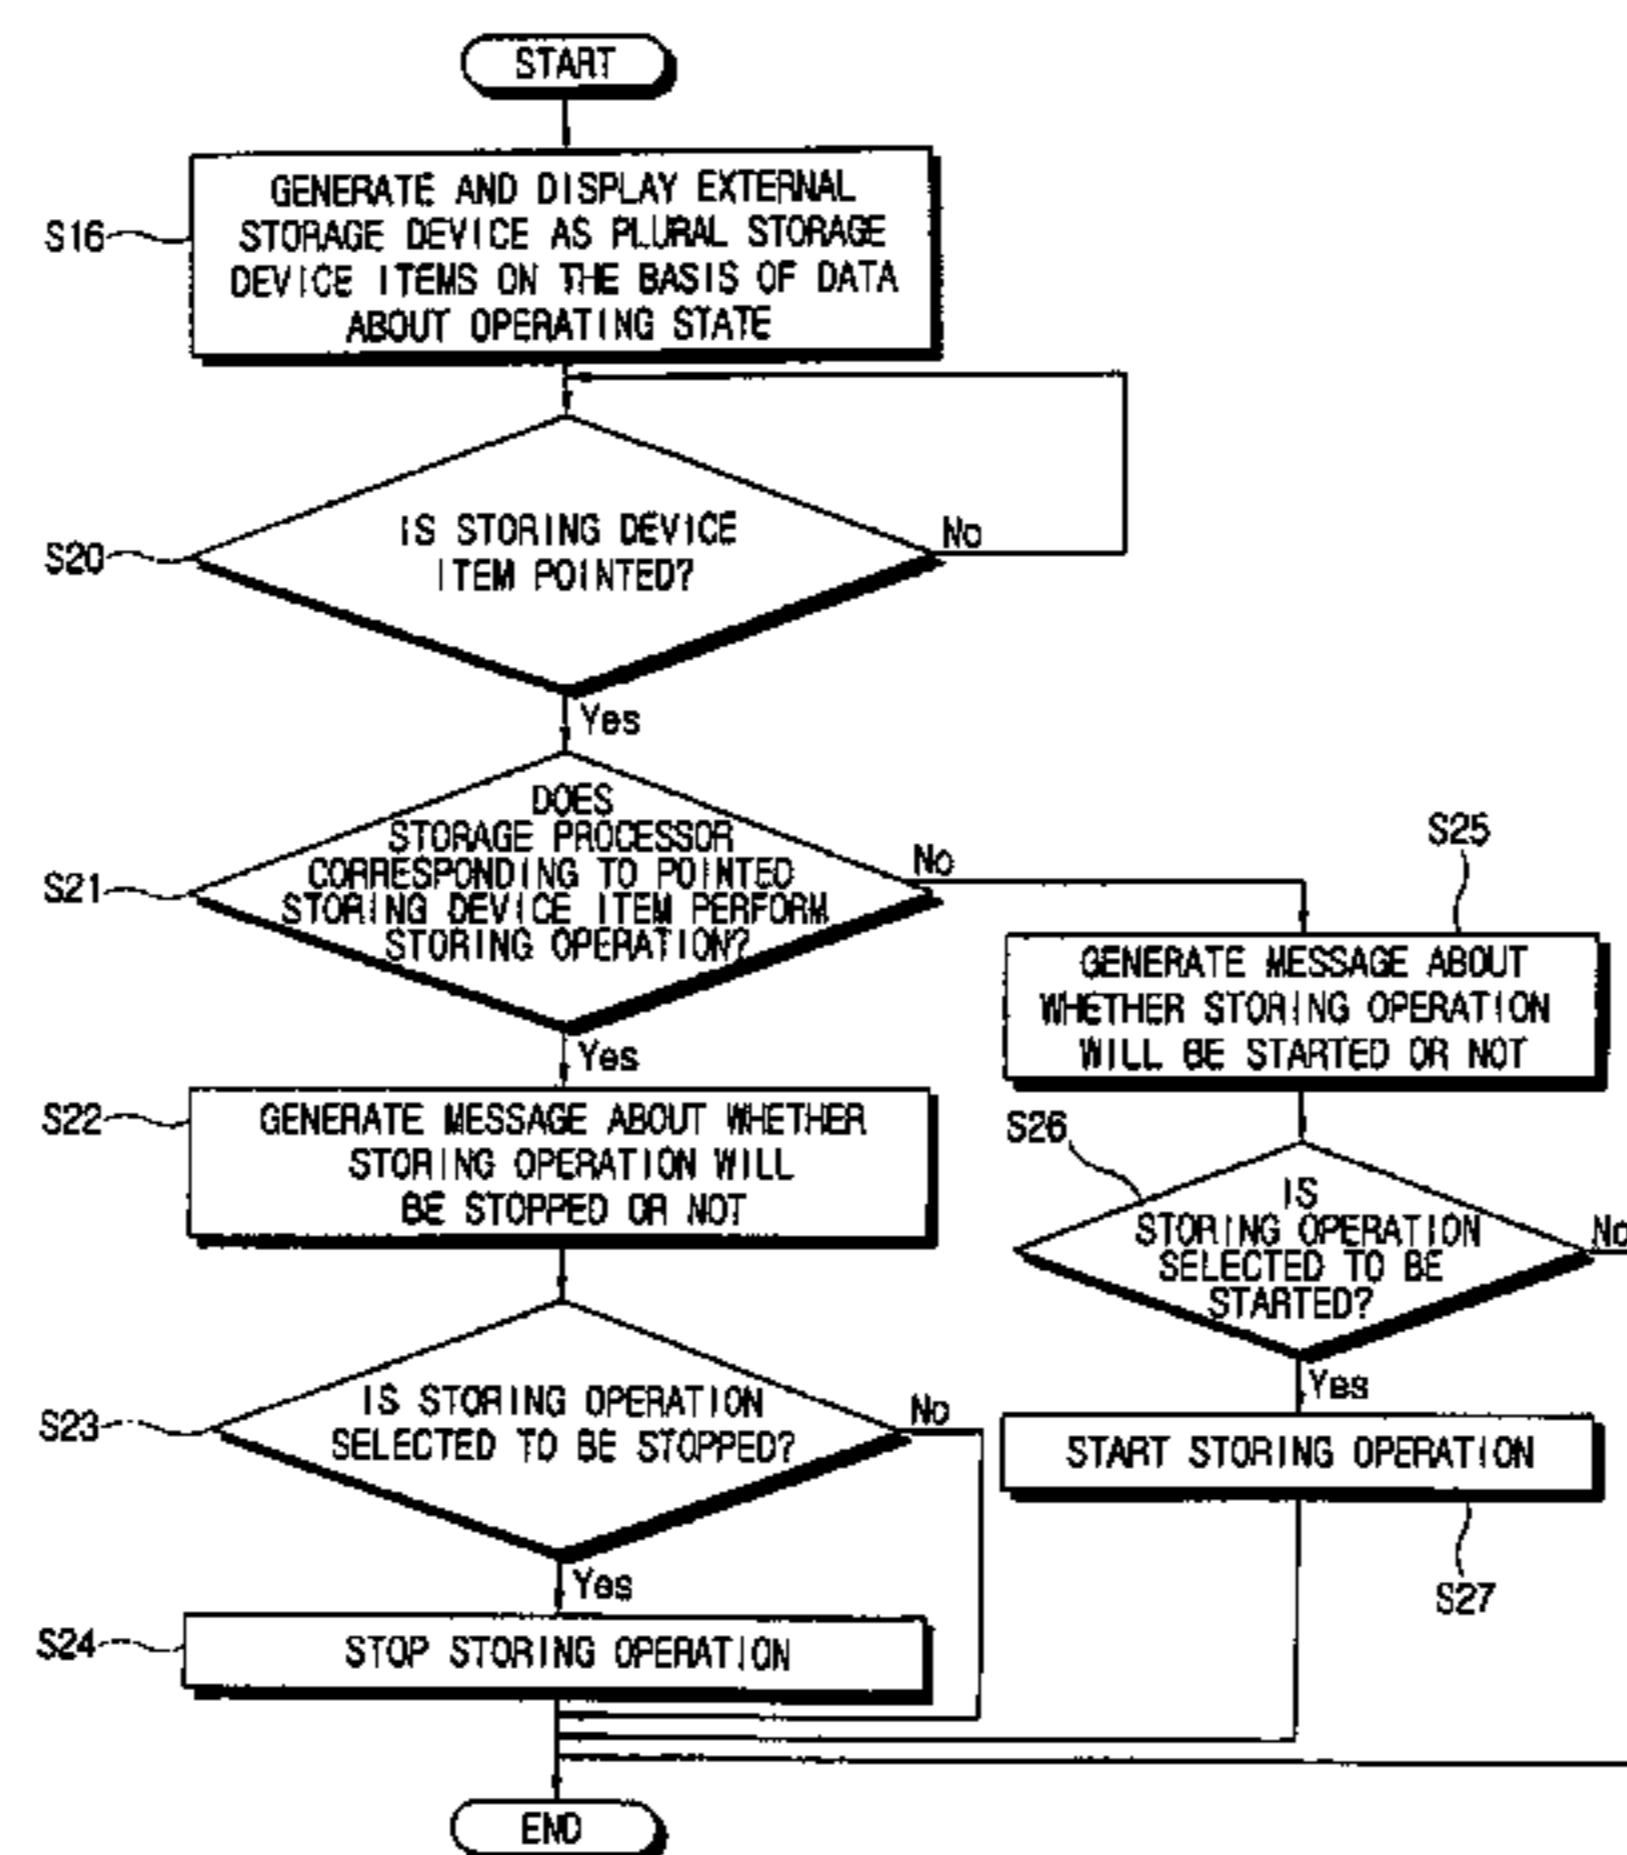 START
S16
GENERATE AND DISPLAY EXTERNAL
STORAGE DEVICE AS PLURAL STORAGE
DEVICE ITEMS ON THE BASIS OF DATA
ABOUT OPERATING STATE
S20
IS STORING DEVICE
ITEM POINTED?
No
Yes
S21
DOES
STORAGE PROCESSOR
CORRESPONDING TO POINTED
STORING DEVICE ITEM PERFORM
STORING OPERATION?
No
Yes
S22
GENERATE MESSAGE ABOUT WHETHER
STORING OPERATION WILL
BE STOPPED OR NOT
S23
IS STORING OPERATION
SELECTED TO BE STOPPED?
No
Yes
S24
STOP STORING OPERATION
S25
GENERATE MESSAGE ABOUT
WHETHER STORING OPERATION
WILL BE STARTED OR NOT
S26
IS
STORING OPERATION
SELECTED TO BE
STARTED?
No
Yes
START STORING OPERATION
S27
END